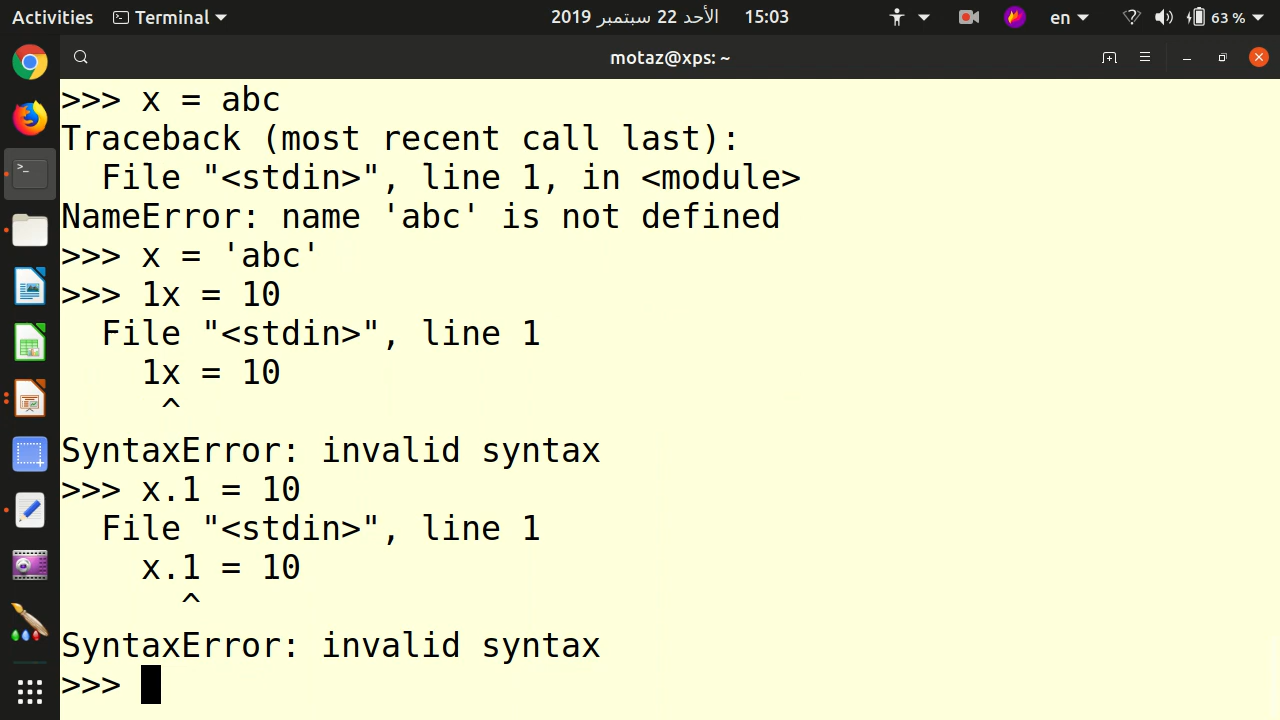 Activities Terminal 2019 الأحد 22 سبتمبر 15:03 en 63 %
motaz@xps: ~
>>> x = abc
Traceback (most recent call last):
  File "<stdin>", line 1, in <module>
NameError: name 'abc' is not defined
>>> x = 'abc'
>>> 1x = 10
  File "<stdin>", line 1
    1x = 10
     ^
SyntaxError: invalid syntax
>>> x.1 = 10
  File "<stdin>", line 1
    x.1 = 10
      ^
SyntaxError: invalid syntax
>>>